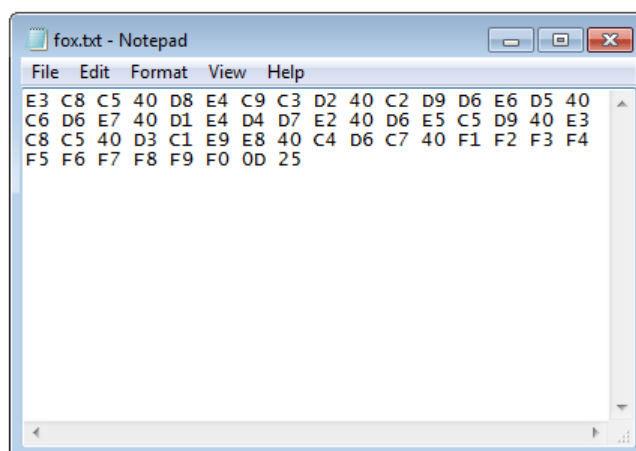 fox.txt - Notepad
File Edit Format View Help
E3 C8 C5 40 D8 E4 C9 C3 D2 40 C2 D9 D6 E6 D5 40
C6 D6 E7 40 D1 E4 D4 D7 E2 40 D6 E5 C5 D9 40 E3
C8 C5 40 D3 C1 E9 E8 40 C4 D6 C7 40 F1 F2 F3 F4
F5 F6 F7 F8 F9 F0 0D 25